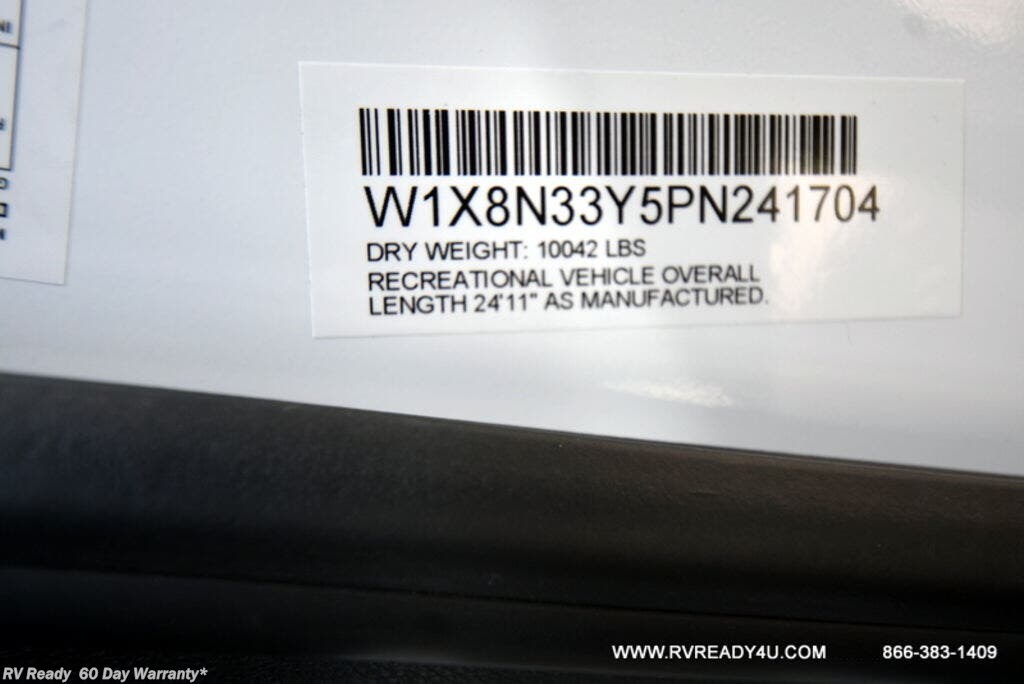 W1X8N33Y5PN241704
DRY WEIGHT: 10042 LBS
RECREATIONAL VEHICLE OVERALL
LENGTH 24'11" AS MANUFACTURED.
WWW.RVREADY4U.COM 866-383-1409
RV Ready 60 Day Warranty*